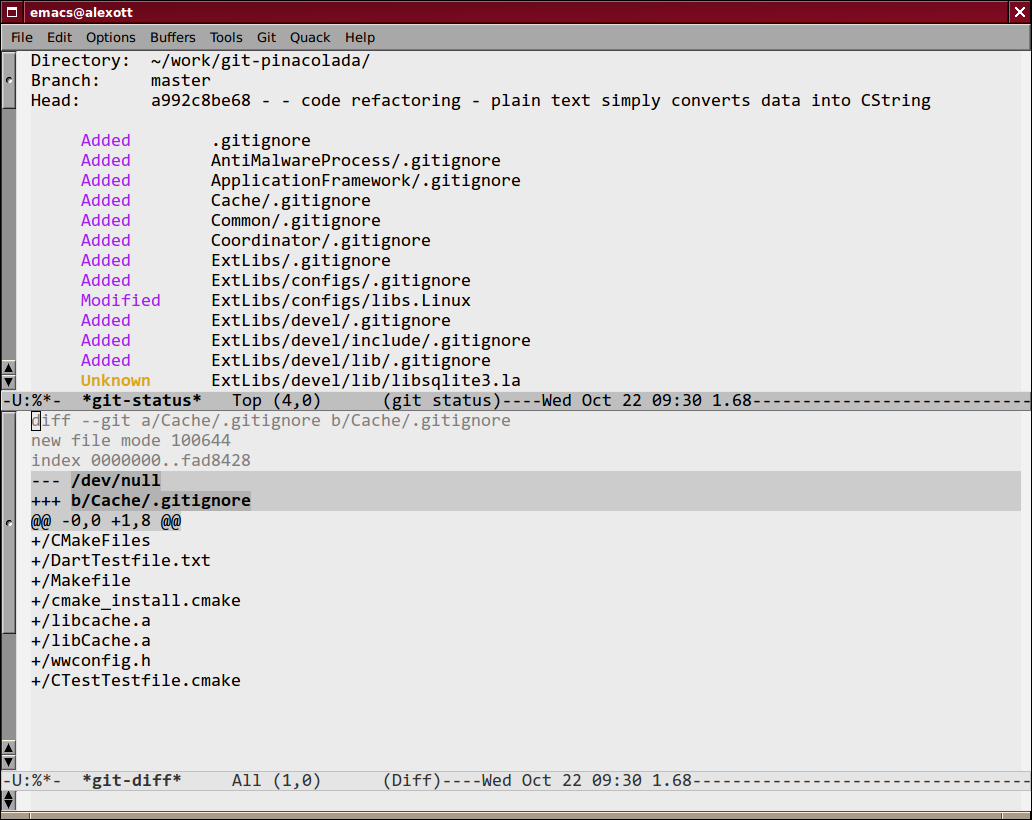 emacs@alexott
File Edit Options Buffers Tools Git Quack Help
Directory:  ~/work/git-pinacolada/
Branch:     master
Head:       a992c8be68 - - code refactoring - plain text simply converts data into CString
Added        .gitignore
Added        AntiMalwareProcess/.gitignore
Added        ApplicationFramework/.gitignore
Added        Cache/.gitignore
Added        Common/.gitignore
Added        Coordinator/.gitignore
Added        ExtLibs/.gitignore
Added        ExtLibs/configs/.gitignore
Modified     ExtLibs/configs/libs.Linux
Added        ExtLibs/devel/.gitignore
Added        ExtLibs/devel/include/.gitignore
Added        ExtLibs/devel/lib/.gitignore
Unknown      ExtLibs/devel/lib/libsqlite3.la
-U:%*-  *git-status*   Top (4,0)      (git status)----Wed Oct 22 09:30 1.68----------------------------
diff --git a/Cache/.gitignore b/Cache/.gitignore
new file mode 100644
index 0000000..fad8428
--- /dev/null
+++ b/Cache/.gitignore
@@ -0,0 +1,8 @@
+/CMakeFiles
+/DartTestfile.txt
+/Makefile
+/cmake_install.cmake
+/libcache.a
+/libCache.a
+/wwconfig.h
+/CTestTestfile.cmake
-U:%*-  *git-diff*     All (1,0)      (Diff)----Wed Oct 22 09:30 1.68----------------------------------